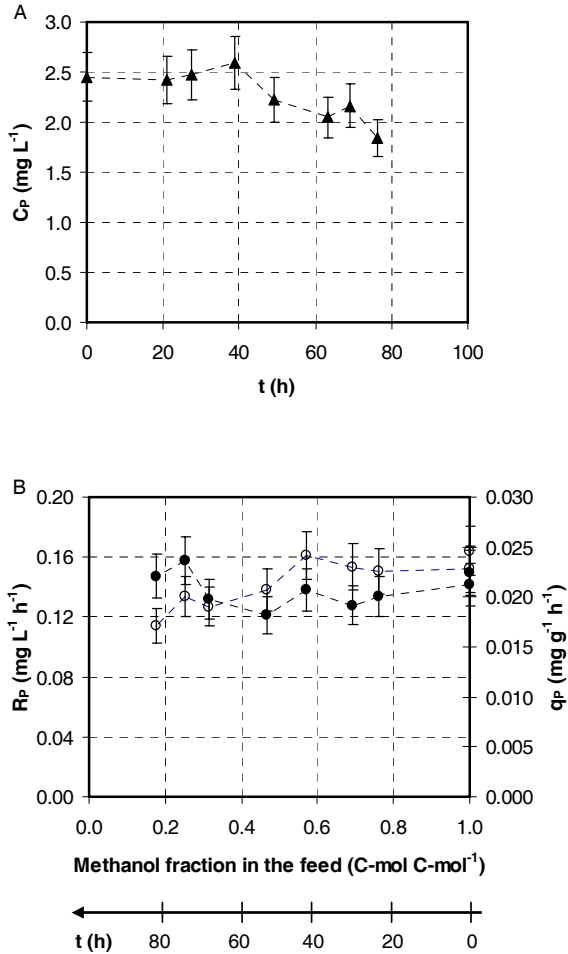 A
3.0
2.5
2.0
1.5
1.0
0.5
0.0
C_P (mg L^-1)
0 20 40 60 80 100
t (h)
B
0.20 0.030
0.16 0.025
0.12 0.020
0.015
0.08 0.010
0.04 0.005
0.00 0.000
R_P (mg L^-1 h^-1)
q_P (mg g^-1 h^-1)
0.0 0.2 0.4 0.6 0.8 1.0
Methanol fraction in the feed (C-mol C-mol^-1)
t (h) 80 60 40 20 0